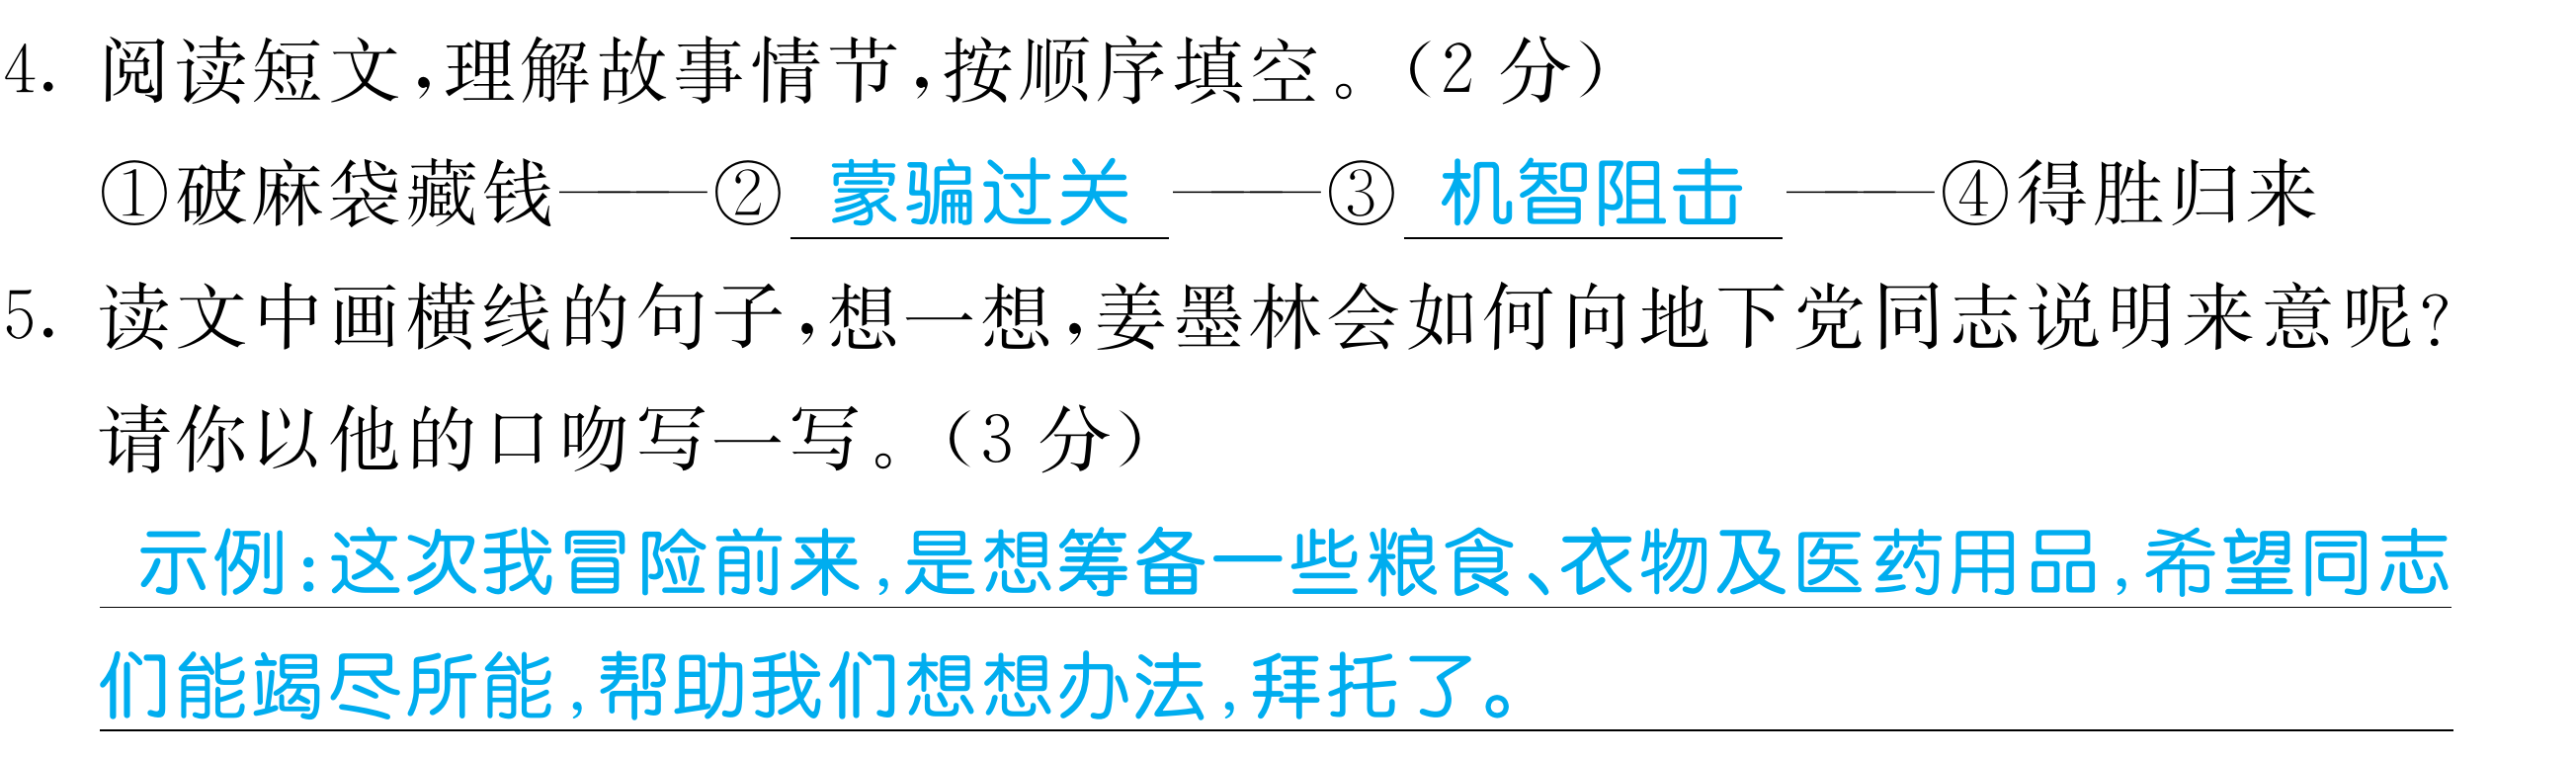 4. 阅读短文,理解故事情节,按顺序填空。(2 分)
①破麻袋藏钱——② 蒙骗过关 ——③ 机智阻击 ——④得胜归来
5. 读文中画横线的句子,想一想,姜墨林会如何向地下党同志说明来意呢?
请你以他的口吻写一写。(3 分)
示例:这次我冒险前来,是想筹备一些粮食、衣物及医药用品,希望同志
们能竭尽所能,帮助我们想想办法,拜托了。